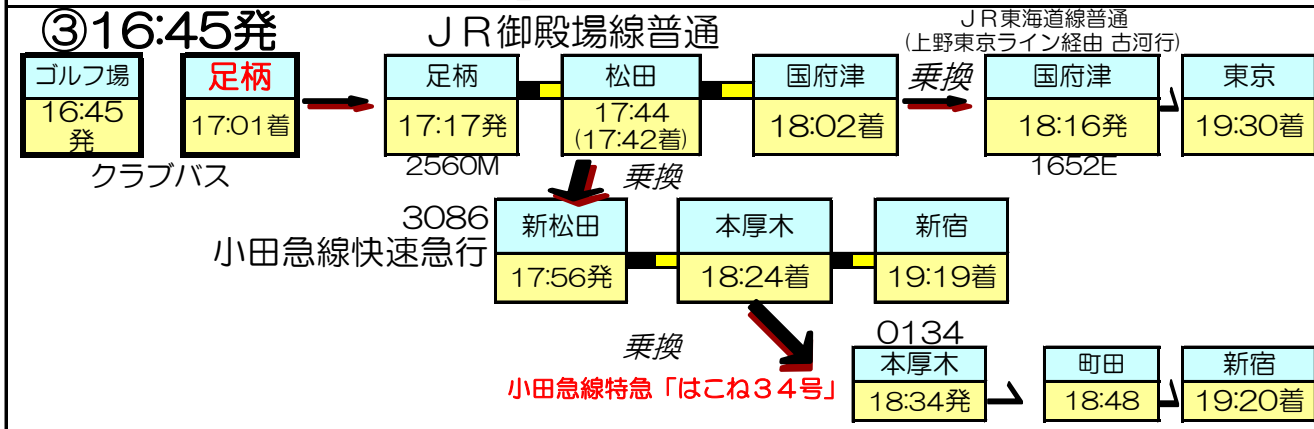 ③16:45発
ゴルフ場
16:45
発
足柄
17:01着
クラブバス
JR御殿場線普通
足柄
17:17発
2560M
松田
17:44
(17:42着)
国府津
18:02着
乗換
JR東海道線普通
(上野東京ライン経由 古河行)
国府津
18:16発
1652E
東京
19:30着
乗換
3086
小田急線快速急行
新松田
17:56発
本厚木
18:24着
新宿
19:19着
乗換
小田急線特急「はこね34号」
0134
本厚木
18:34発
町田
18:48
新宿
19:20着